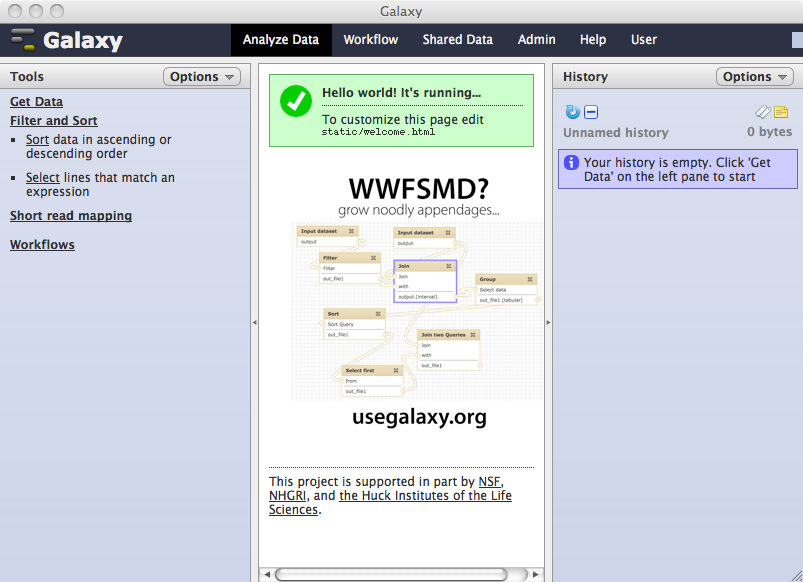 Galaxy
Galaxy
Analyze Data Workflow Shared Data Admin Help User
Tools Options
Get Data
Filter and Sort
Sort data in ascending or
descending order
Select lines that match an
expression
Short read mapping
Workflows
Hello world! It's running...
To customize this page edit
static/welcome.html
WWFSMD?
grow noodly appendages...
Input dataset
output
Input dataset
output
Filter
Filter
out_file1
Join
Join
with
output (interval)
Group
Select data
out_file1 (tabular)
Sort
Sort Query
out_file1
Join two Queries
Join
with
out_file1
Select first
from
out_file1
usegalaxy.org
This project is supported in part by NSF,
NHGRI, and the Huck Institutes of the Life
Sciences.
History Options
Unnamed history 0 bytes
Your history is empty. Click 'Get
Data' on the left pane to start